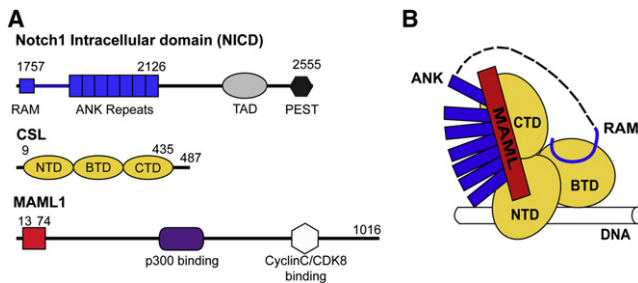 A
Notch1 Intracellular domain (NICD)
1757 2126 2555
RAM ANK Repeats TAD PEST
CSL
9 435 487
NTD BTD CTD
MAML1
13 74 1016
p300 binding CyclinC/CDK8
binding
B
ANK
MAML
CTD
RAM
BTD
NTD
DNA